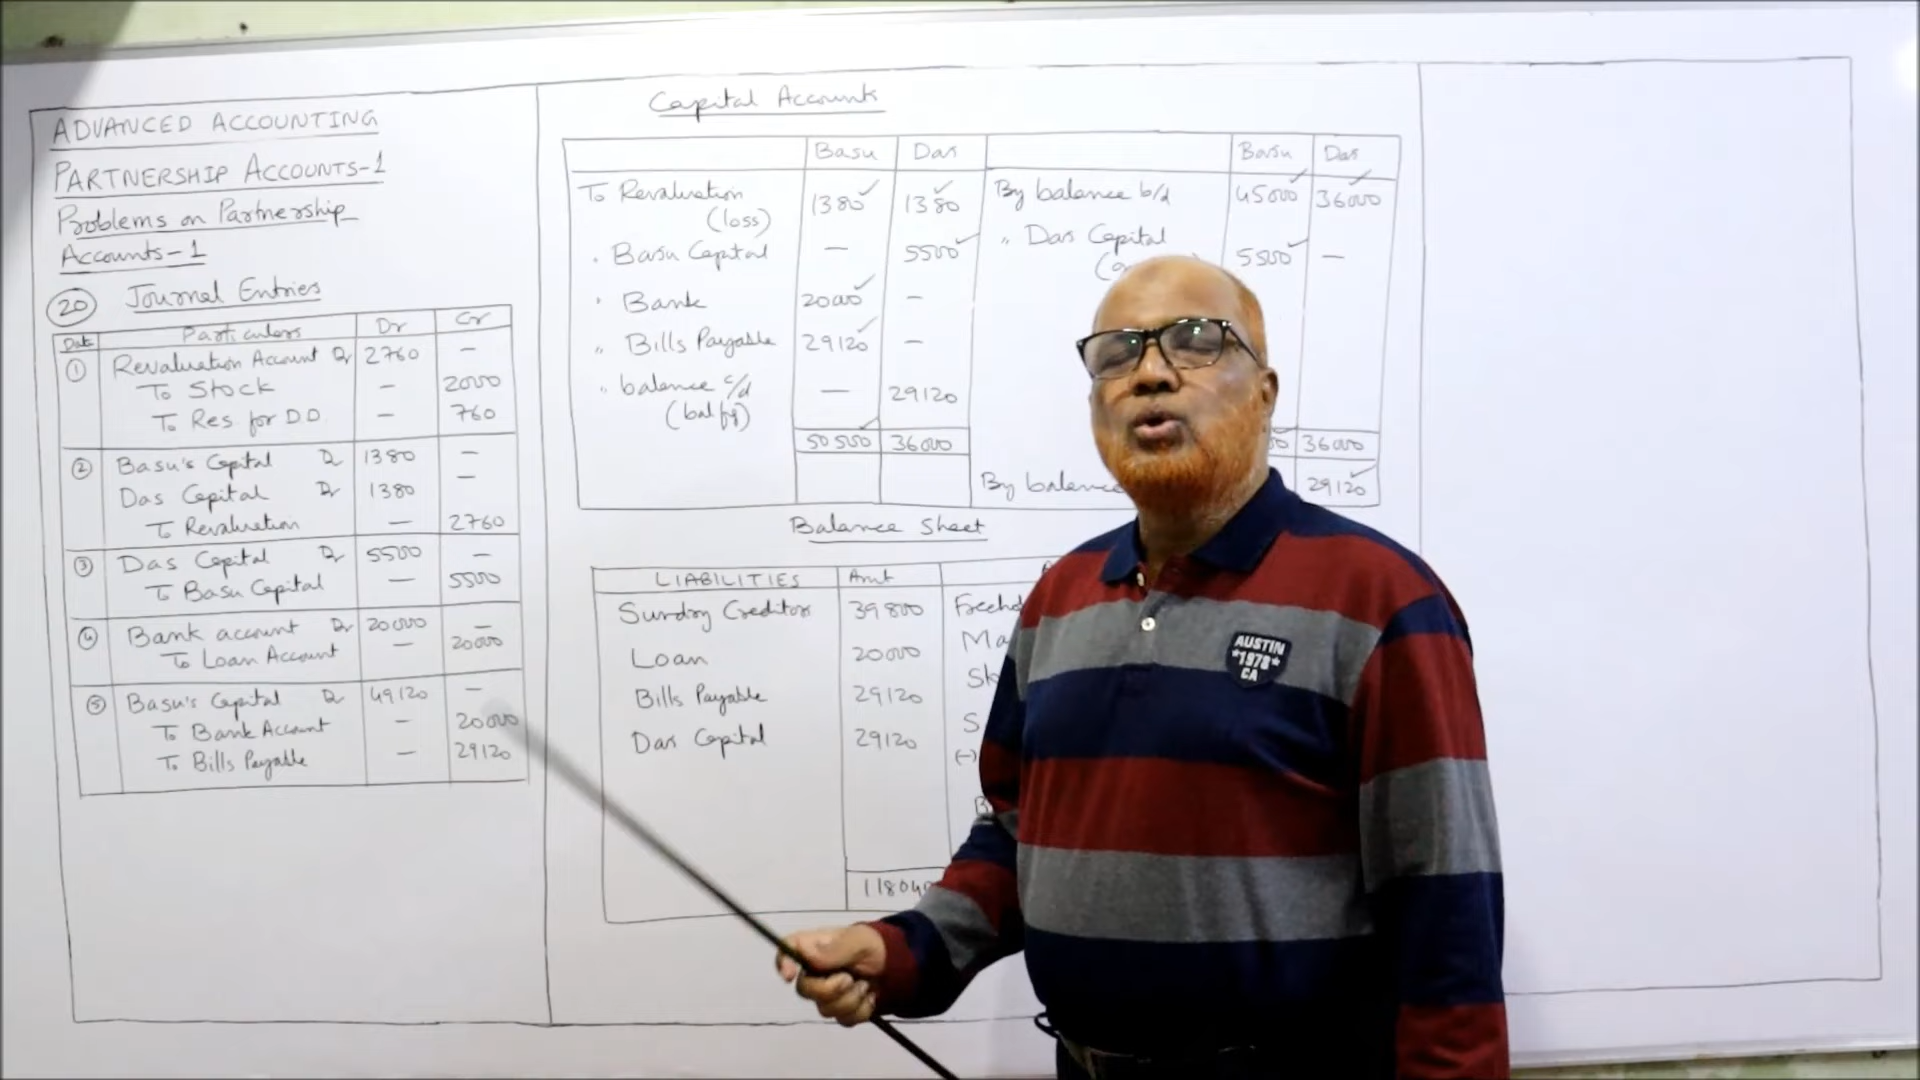 ADVANCED ACCOUNTING
PARTNERSHIP ACCOUNTS-1
Problems on Partnership
Accounts-1
20 Journal Entries
Date Particulars Dr Cr
1 Revaluation Account Dr 2760 —
To Stock — 2000
To Res. for D.D. — 760
2 Basu's Capital Dr 1380 —
Das Capital Dr 1380 —
To Revaluation — 2760
3 Das Capital Dr 5500 —
To Basu Capital — 5500
4 Bank account Dr 20000 —
To Loan Account — 20000
5 Basu's Capital Dr 49120 —
To Bank Account — 20000
To Bills Payable — 29120
Capital Accounts
Basu Das Basu Das
To Revaluation 1380 1380 By balance b/d 45000 36000
(loss)
" Basu Capital — 5500 " Das Capital 5500 —
" Bank 20000 —
" Bills Payable 29120 —
" balance c/d — 29120
(bal fig)
50500 36000 36000
By balance 29120
Balance Sheet
LIABILITIES Amt
Sundry Creditors 39800
Loan 20000
Bills Payable 29120
Das Capital 29120
(-)
AUSTIN
*1978*
CA